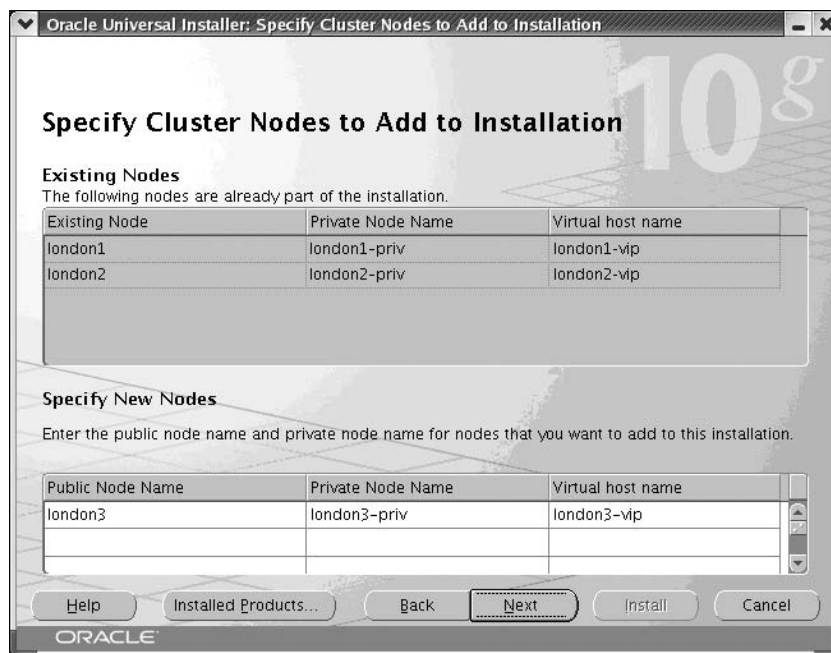 Oracle Universal Installer: Specify Cluster Nodes to Add to Installation
10g
Specify Cluster Nodes to Add to Installation
Existing Nodes
The following nodes are already part of the installation.
Existing Node Private Node Name Virtual host name
london1 london1-priv london1-vip
london2 london2-priv london2-vip
Specify New Nodes
Enter the public node name and private node name for nodes that you want to add to this installation.
Public Node Name Private Node Name Virtual host name
london3 london3-priv london3-vip
Help Installed Products... Back Next Install Cancel
ORACLE